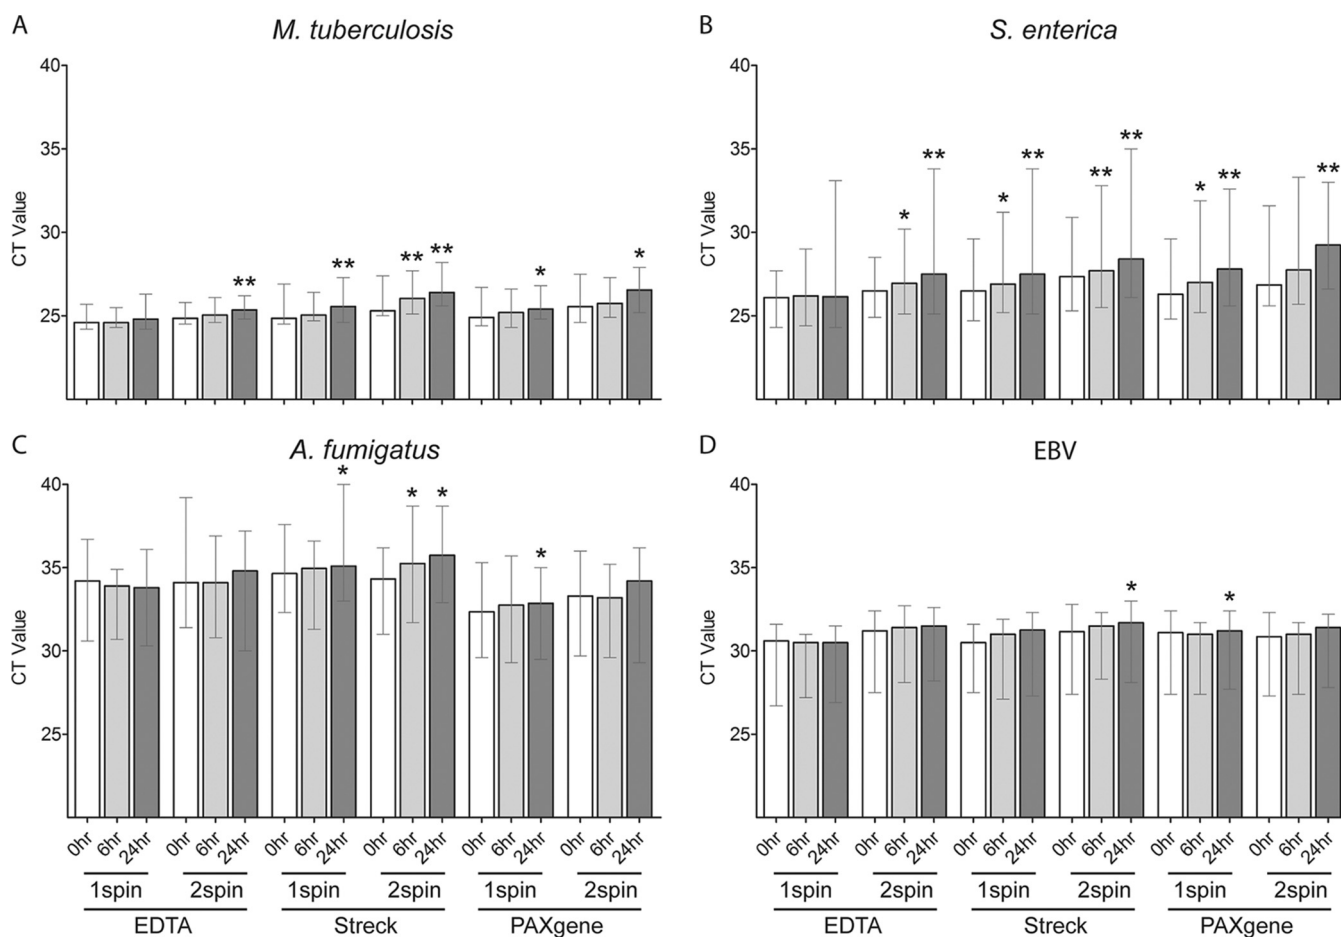 A
M. tuberculosis
40
35
30
25
CT Value
** ** ** ** * *
B
S. enterica
40
35
30
25
CT Value
* ** * ** ** ** * ** **
C
A. fumigatus
40
35
30
25
CT Value
* * * *
0hr 6hr 24hr 0hr 6hr 24hr 0hr 6hr 24hr 0hr 6hr 24hr 0hr 6hr 24hr 0hr 6hr 24hr
1spin 2spin 1spin 2spin 1spin 2spin
EDTA Streck PAXgene
D
EBV
40
35
30
25
CT Value
* *
0hr 6hr 24hr 0hr 6hr 24hr 0hr 6hr 24hr 0hr 6hr 24hr 0hr 6hr 24hr 0hr 6hr 24hr
1spin 2spin 1spin 2spin 1spin 2spin
EDTA Streck PAXgene